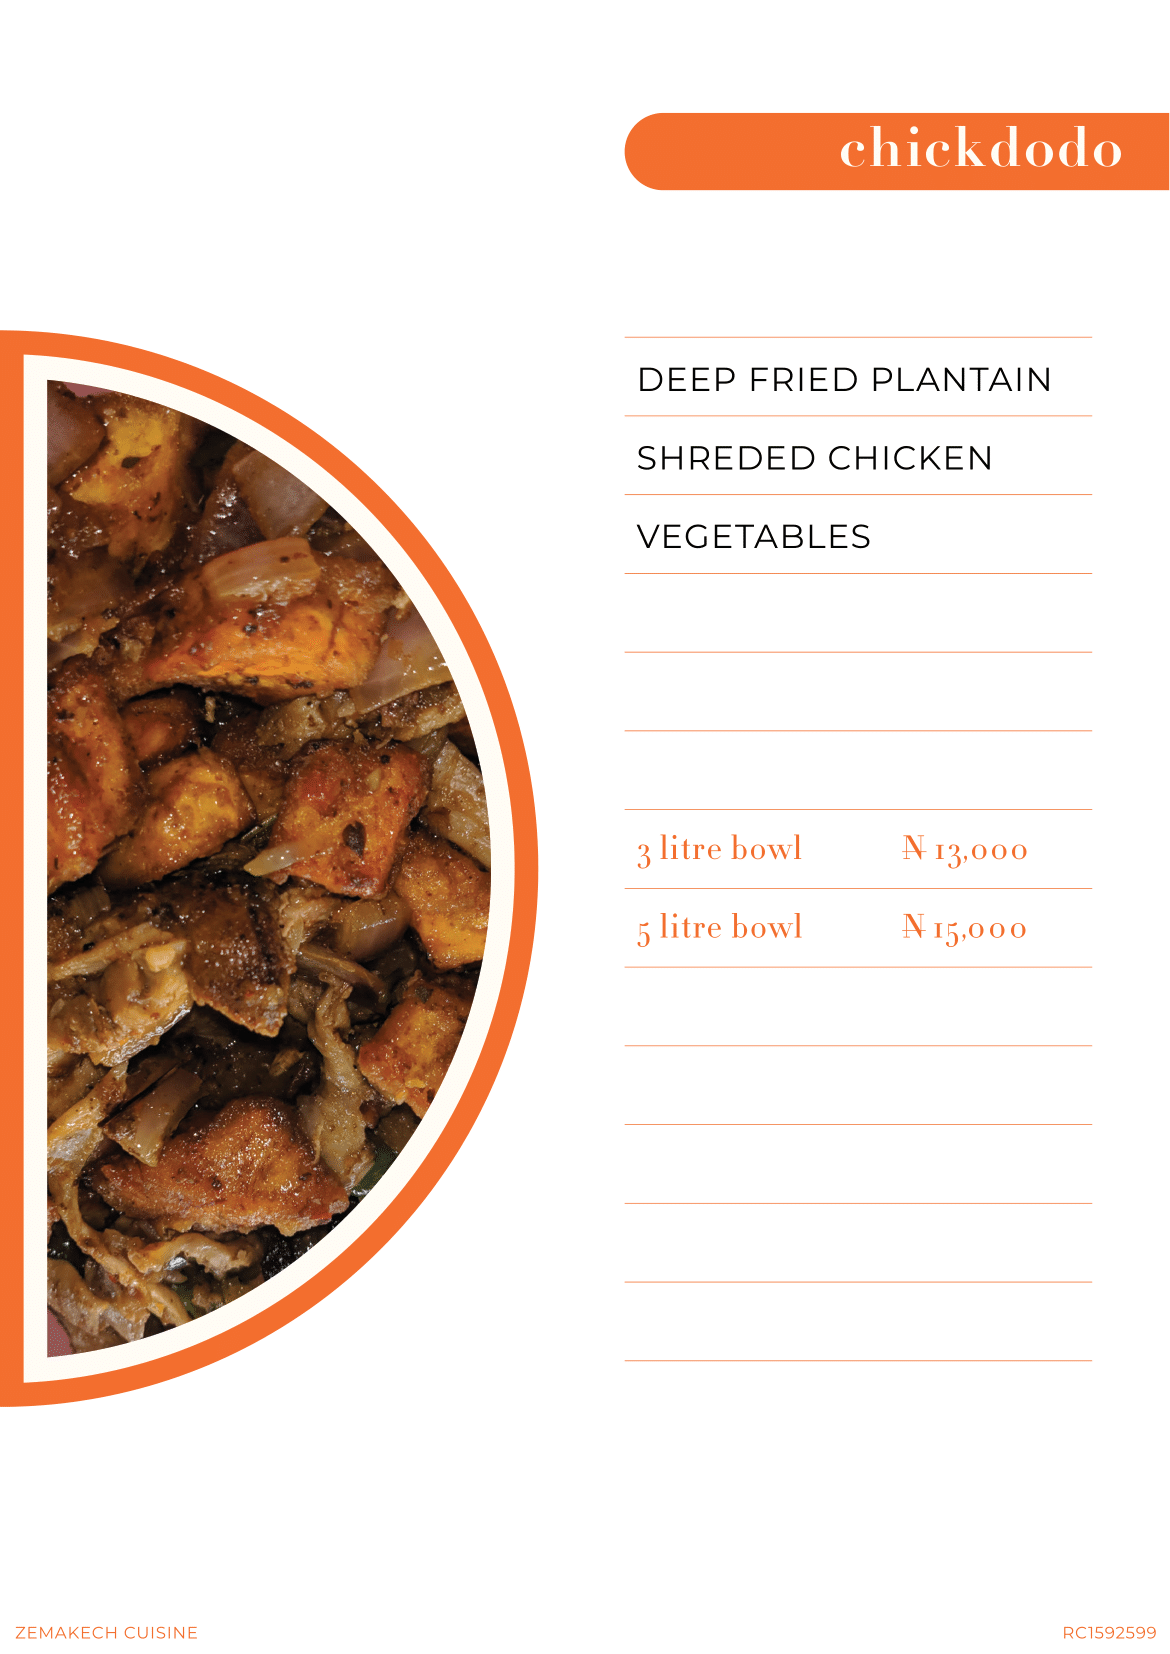 chickdodo
DEEP FRIED PLANTAIN
SHREDED CHICKEN
VEGETABLES
3 litre bowl ₦ 13,000
5 litre bowl ₦ 15,000
ZEMAKECH CUISINE RC1592599